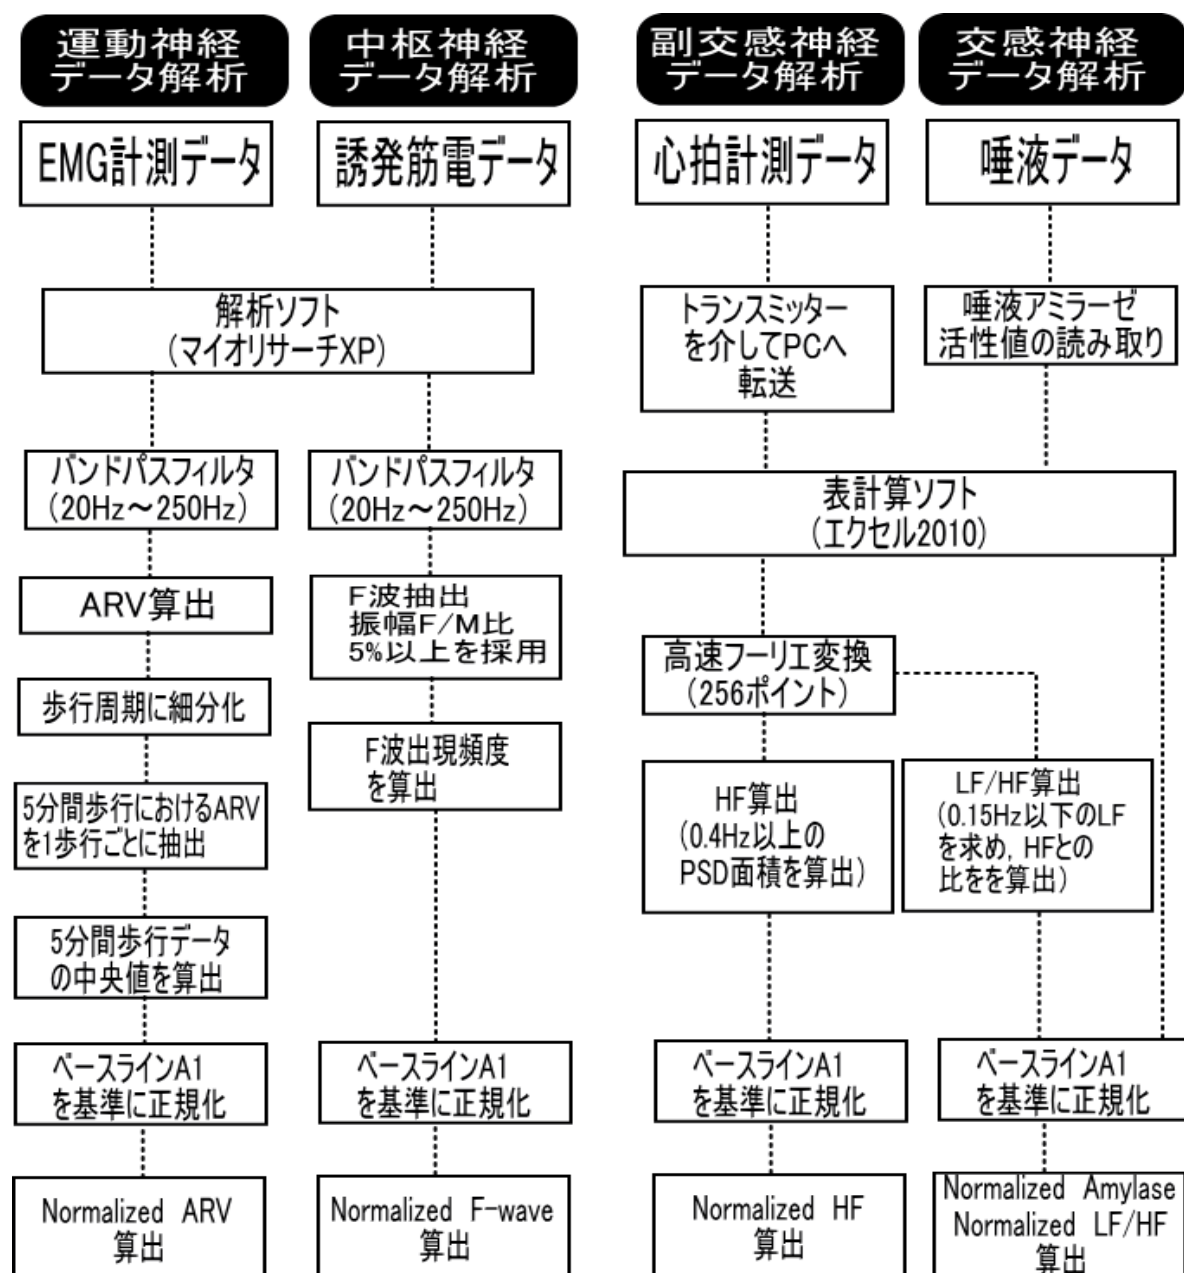 運動神経
データ解析
中枢神経
データ解析
副交感神経
データ解析
交感神経
データ解析
EMG計測データ
誘発筋電データ
心拍計測データ
唾液データ
解析ソフト
(マイオリサーチXP)
トランスミッター
を介してPCへ
転送
唾液アミラーゼ
活性値の読み取り
バンドパスフィルタ
(20Hz～250Hz)
バンドパスフィルタ
(20Hz～250Hz)
表計算ソフト
(エクセル2010)
ARV算出
F波抽出
振幅F/M比
5%以上を採用
高速フーリエ変換
(256ポイント)
歩行周期に細分化
F波出現頻度
を算出
5分間歩行におけるARV
を1歩行ごとに抽出
HF算出
(0.4Hz以上の
PSD面積を算出)
LF/HF算出
(0.15Hz以下のLF
を求め, HFとの
比をを算出)
5分間歩行データ
の中央値を算出
ベースラインA1
を基準に正規化
ベースラインA1
を基準に正規化
ベースラインA1
を基準に正規化
ベースラインA1
を基準に正規化
Normalized ARV
算出
Normalized F-wave
算出
Normalized HF
算出
Normalized Amylase
Normalized LF/HF
算出